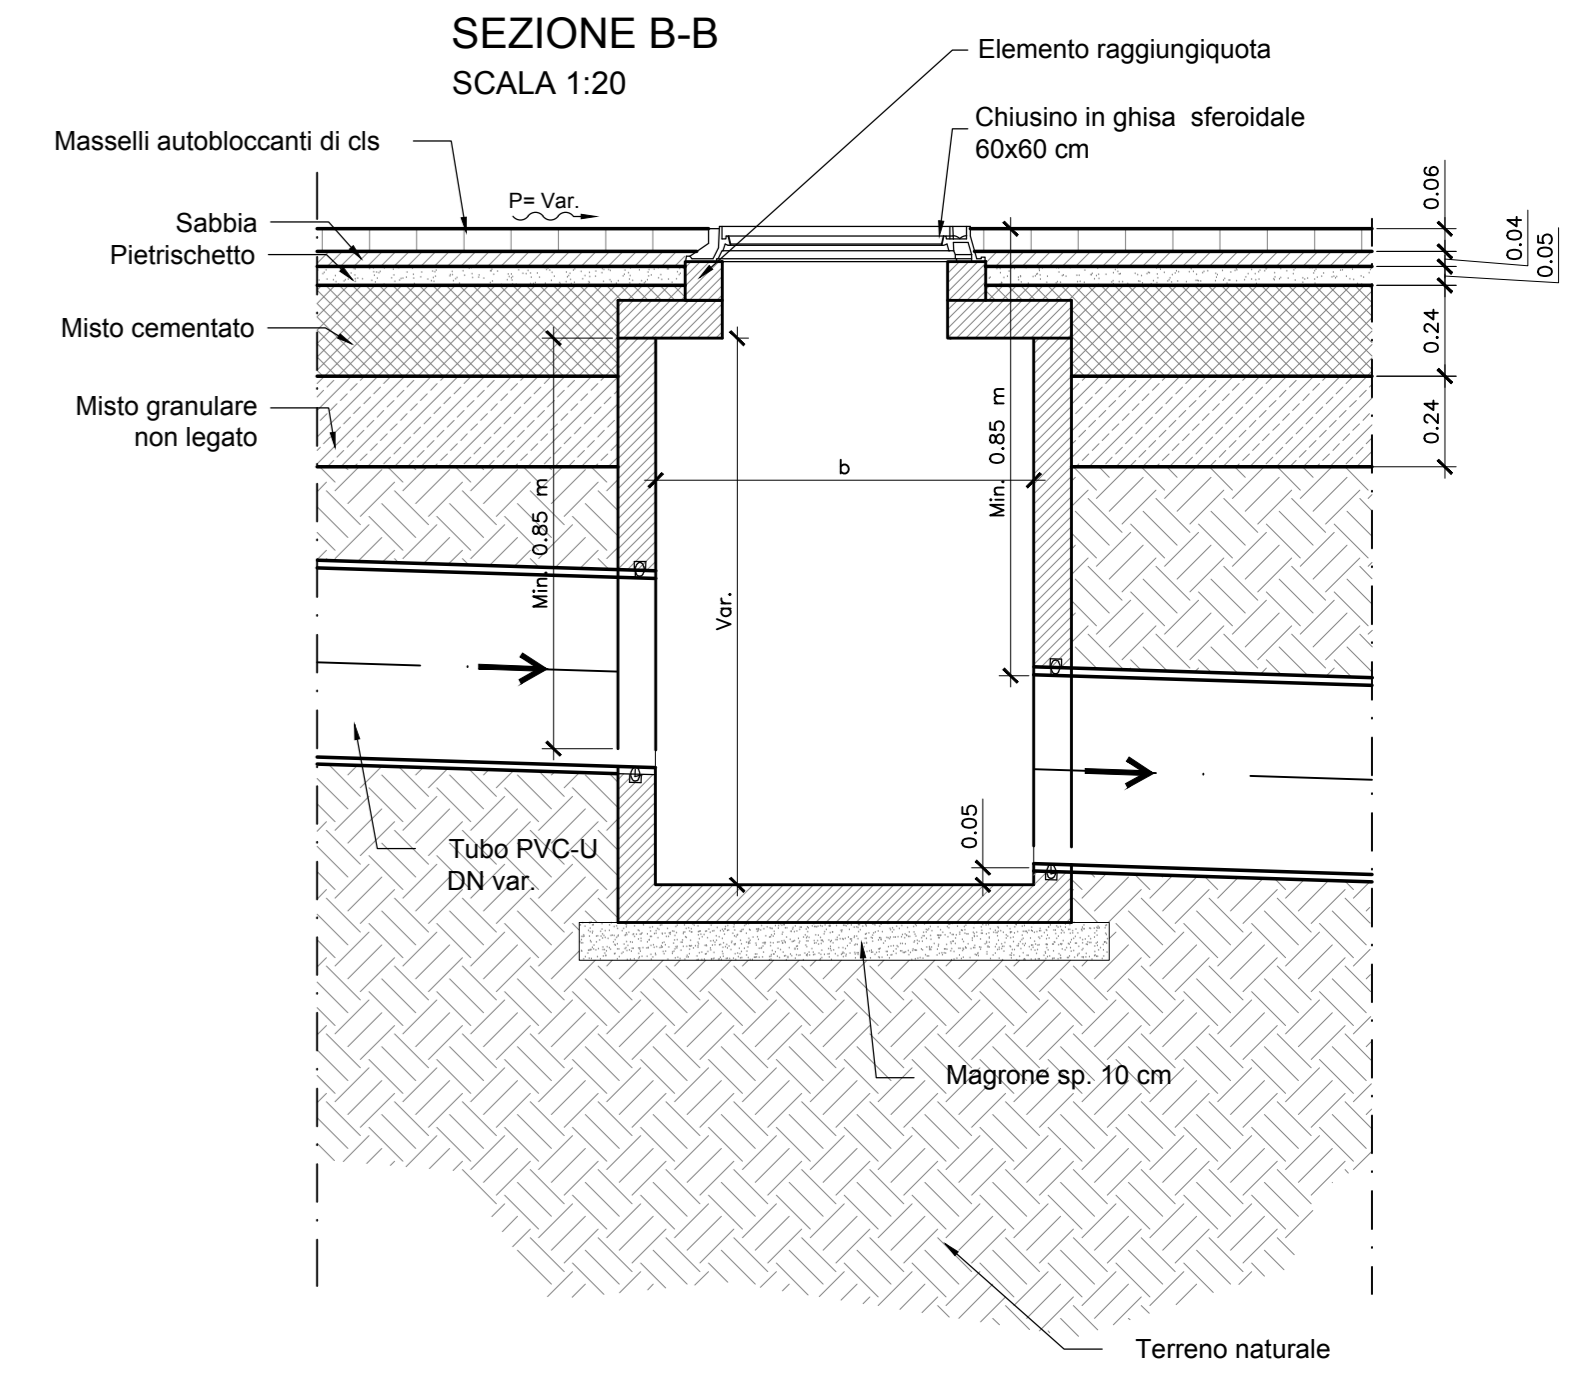 SEZIONE B-B
SCALA 1:20
Elemento raggiungiquota
Chiusino in ghisa sferoidale
60x60 cm
Masselli autobloccanti di cls
P= Var.
Sabbia
Pietrischetto
Misto cementato
Misto granulare
non legato
0.06
0.04
0.05
0.24
0.24
b
Min. 0.85 m
Var.
Min. 0.85 m
0.05
Tubo PVC-U
DN var.
Magrone sp. 10 cm
Terreno naturale